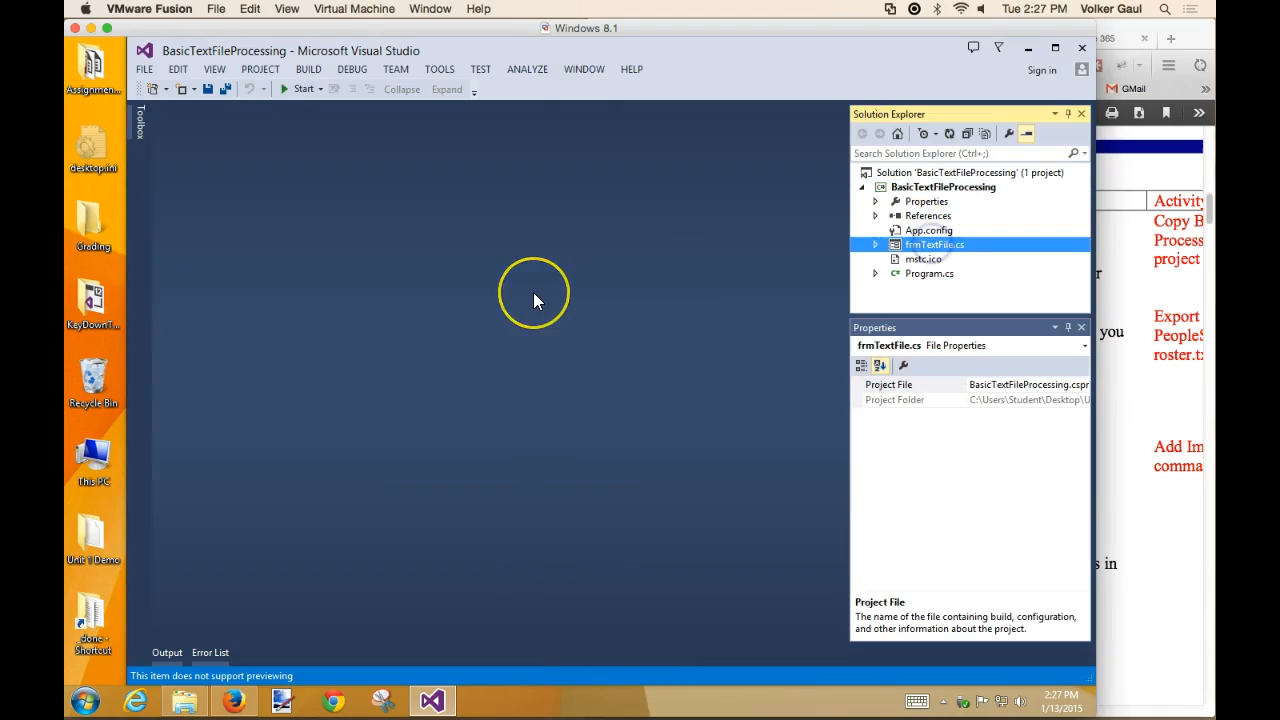 VMware Fusion File Edit View Virtual Machine Window Help Tue 2:27 PM Volker Gaul
Windows 8.1
365
BasicTextFileProcessing - Microsoft Visual Studio
FILE EDIT VIEW PROJECT BUILD DEBUG TEAM TOOLS TEST ANALYZE WINDOW HELP
Sign in
Start Collapse Expand
GMail
Assignmen...
desktop.ini
Grading
KeyDownT...
Recycle Bin
This PC
Unit 1 Demo
_done -
Shortcut
Toolbox
Solution Explorer
Search Solution Explorer (Ctrl+;)
Solution 'BasicTextFileProcessing' (1 project)
BasicTextFileProcessing
Properties
References
App.config
frmTextFile.cs
mstc.ico
Program.cs
Properties
frmTextFile.cs File Properties
Project File BasicTextFileProcessing.cspr
Project Folder C:\Users\Student\Desktop\U
Project File
The name of the file containing build, configuration,
and other information about the project.
Activity
Copy B
Process
project
r
Export
you PeopleS
roster.tx
Add Im
comma
s in
Output Error List
This item does not support previewing
2:27 PM
1/13/2015